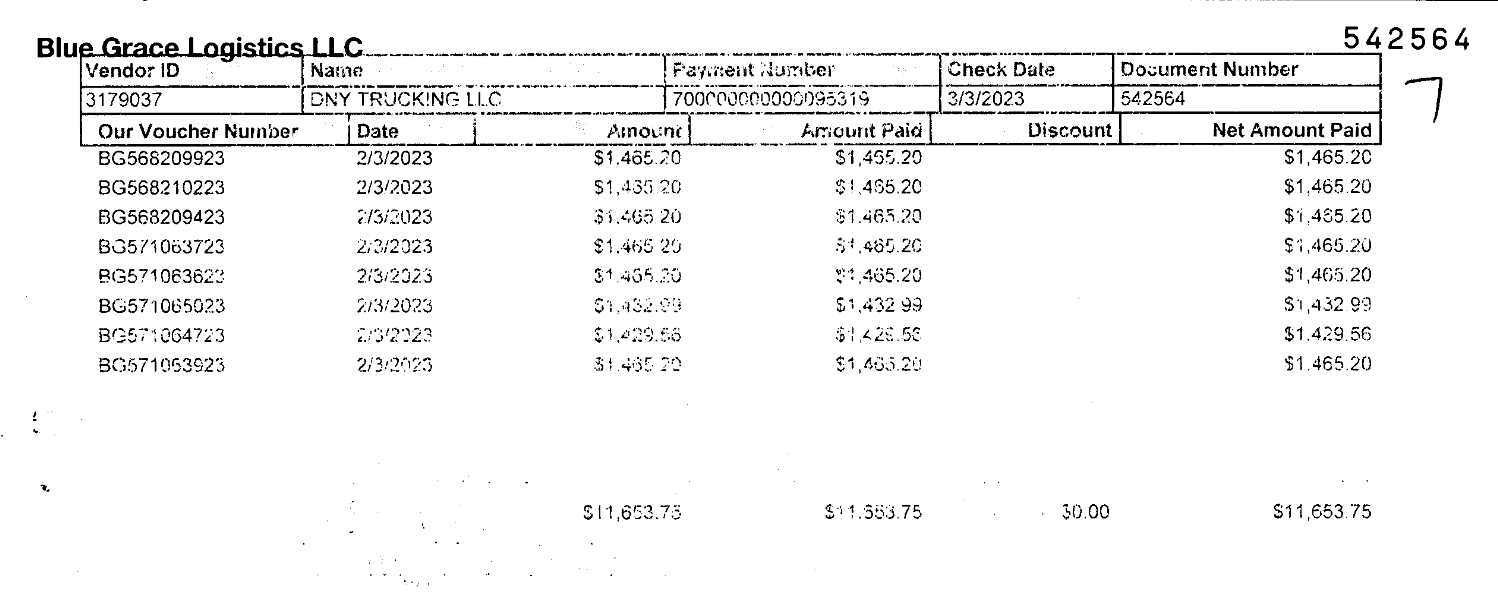 542564
Blue Grace Logistics LLC
Vendor ID Name Payment Number Check Date Document Number
3179037 DNY TRUCKING LLC 70000000000095319 3/3/2023 542564
7
Our Voucher Number Date Amount Amount Paid Discount Net Amount Paid
BG568209923 2/3/2023 $1,465.20 $1,465.20 $1,465.20
BG568210223 2/3/2023 $1,465.20 $1,465.20 $1,465.20
BG568209423 2/3/2023 $1,465.20 $1,465.20 $1,465.20
BG571063723 2/3/2023 $1,465.20 $1,465.20 $1,465.20
BG571063623 2/3/2023 $1,465.20 $1,465.20 $1,465.20
BG571065023 2/3/2023 $1,432.99 $1,432.99 $1,432.99
BG571064723 2/3/2023 $1,429.56 $1,429.56 $1,429.56
BG571063923 2/3/2023 $1,465.20 $1,465.20 $1,465.20
$11,653.75 $11,653.75 $0.00 $11,653.75